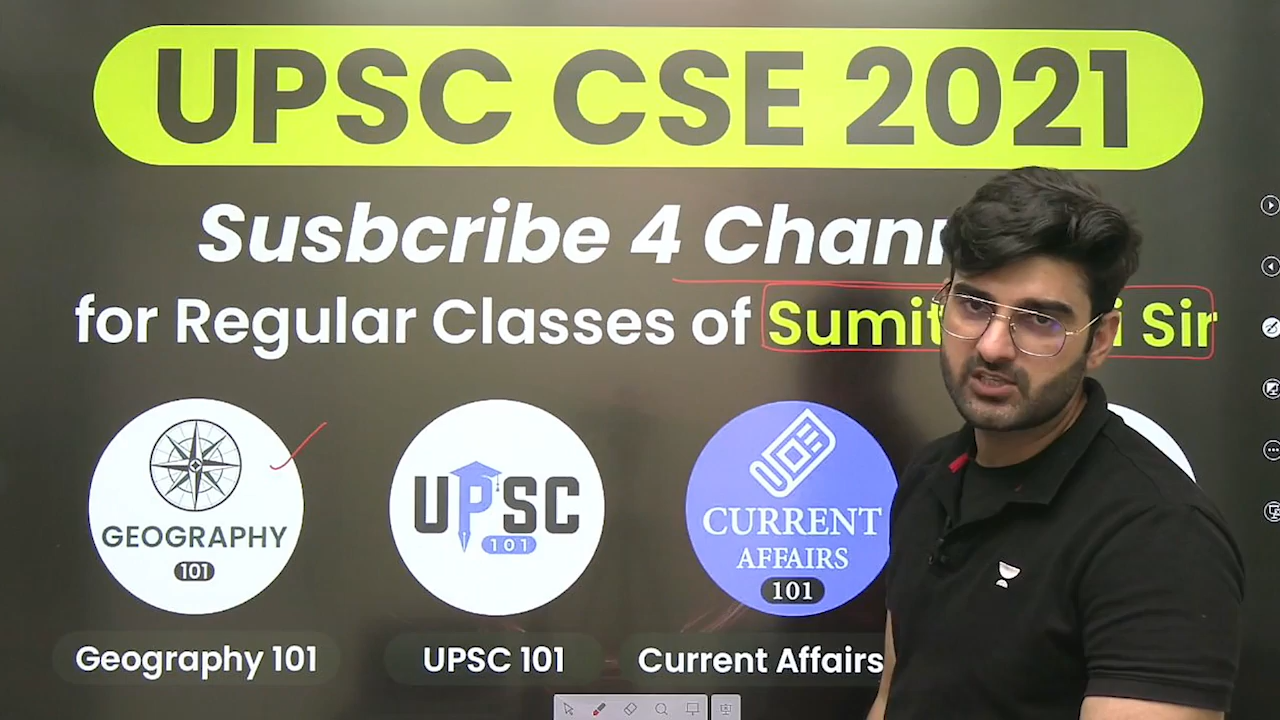 UPSC CSE 2021
Susbcribe 4 Chann
for Regular Classes of Sumit i Sir
GEOGRAPHY
101
UPSC
101
CURRENT
AFFAIRS
101
Geography 101
UPSC 101
Current Affairs